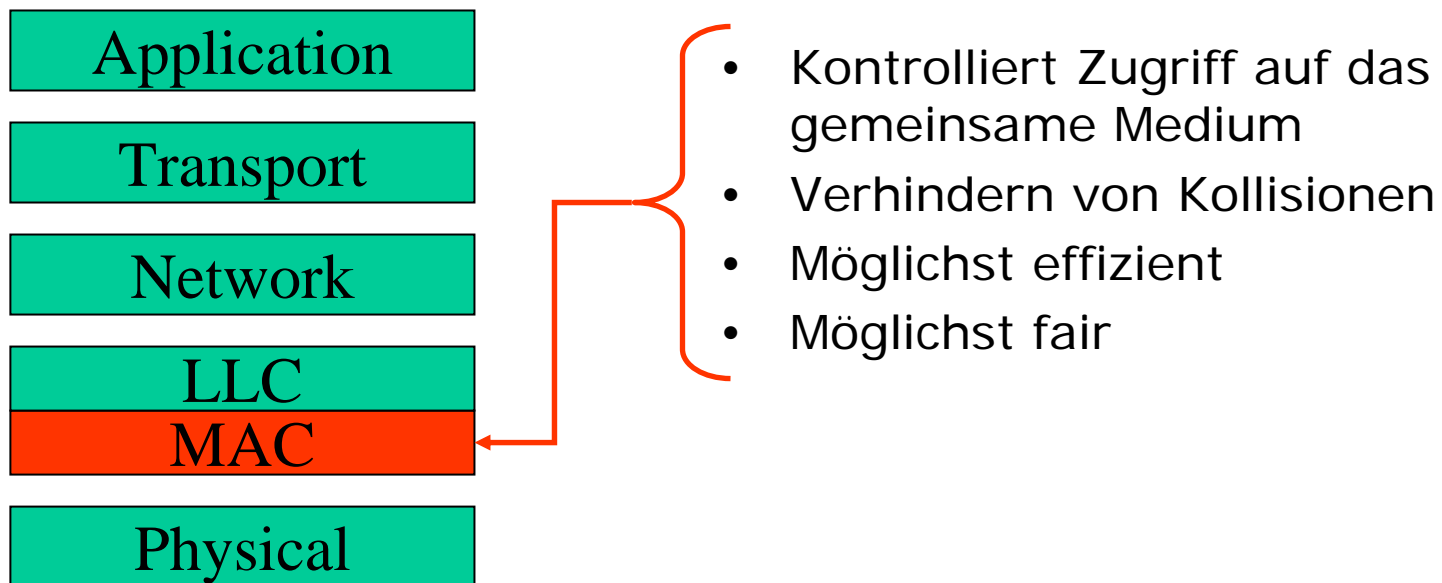 Application
Transport
Network
LLC
MAC
Physical
• Kontrolliert Zugriff auf das
gemeinsame Medium
• Verhindern von Kollisionen
• Möglichst effizient
• Möglichst fair